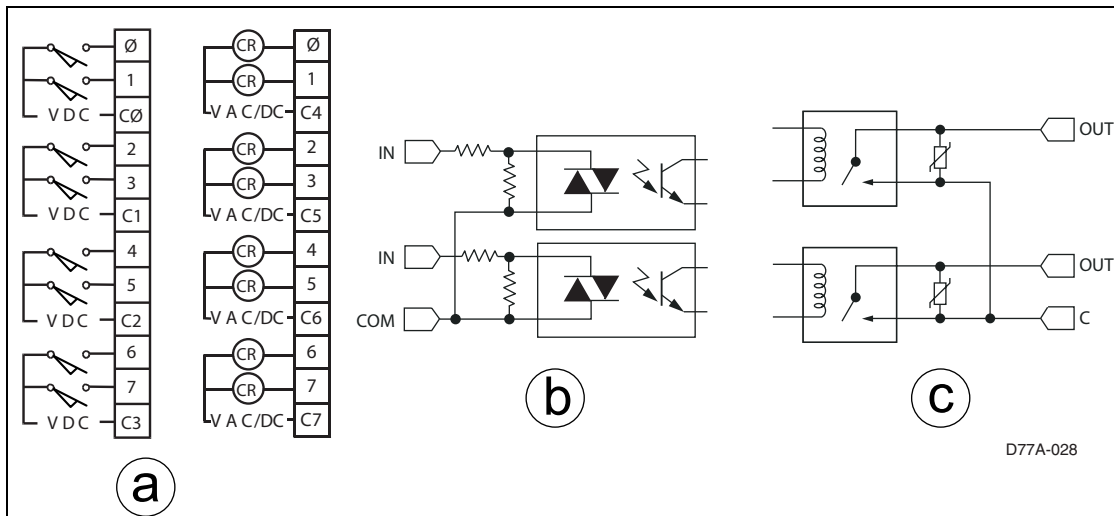 Ø
1
V D C CØ
2
3
V D C C1
4
5
V D C C2
6
7
V D C C3
CR Ø
CR 1
V A C/DC C4
CR 2
CR 3
V A C/DC C5
CR 4
CR 5
V A C/DC C6
CR 6
CR 7
V A C/DC C7
a
IN
IN
COM
b
OUT
OUT
C
c
D77A-028